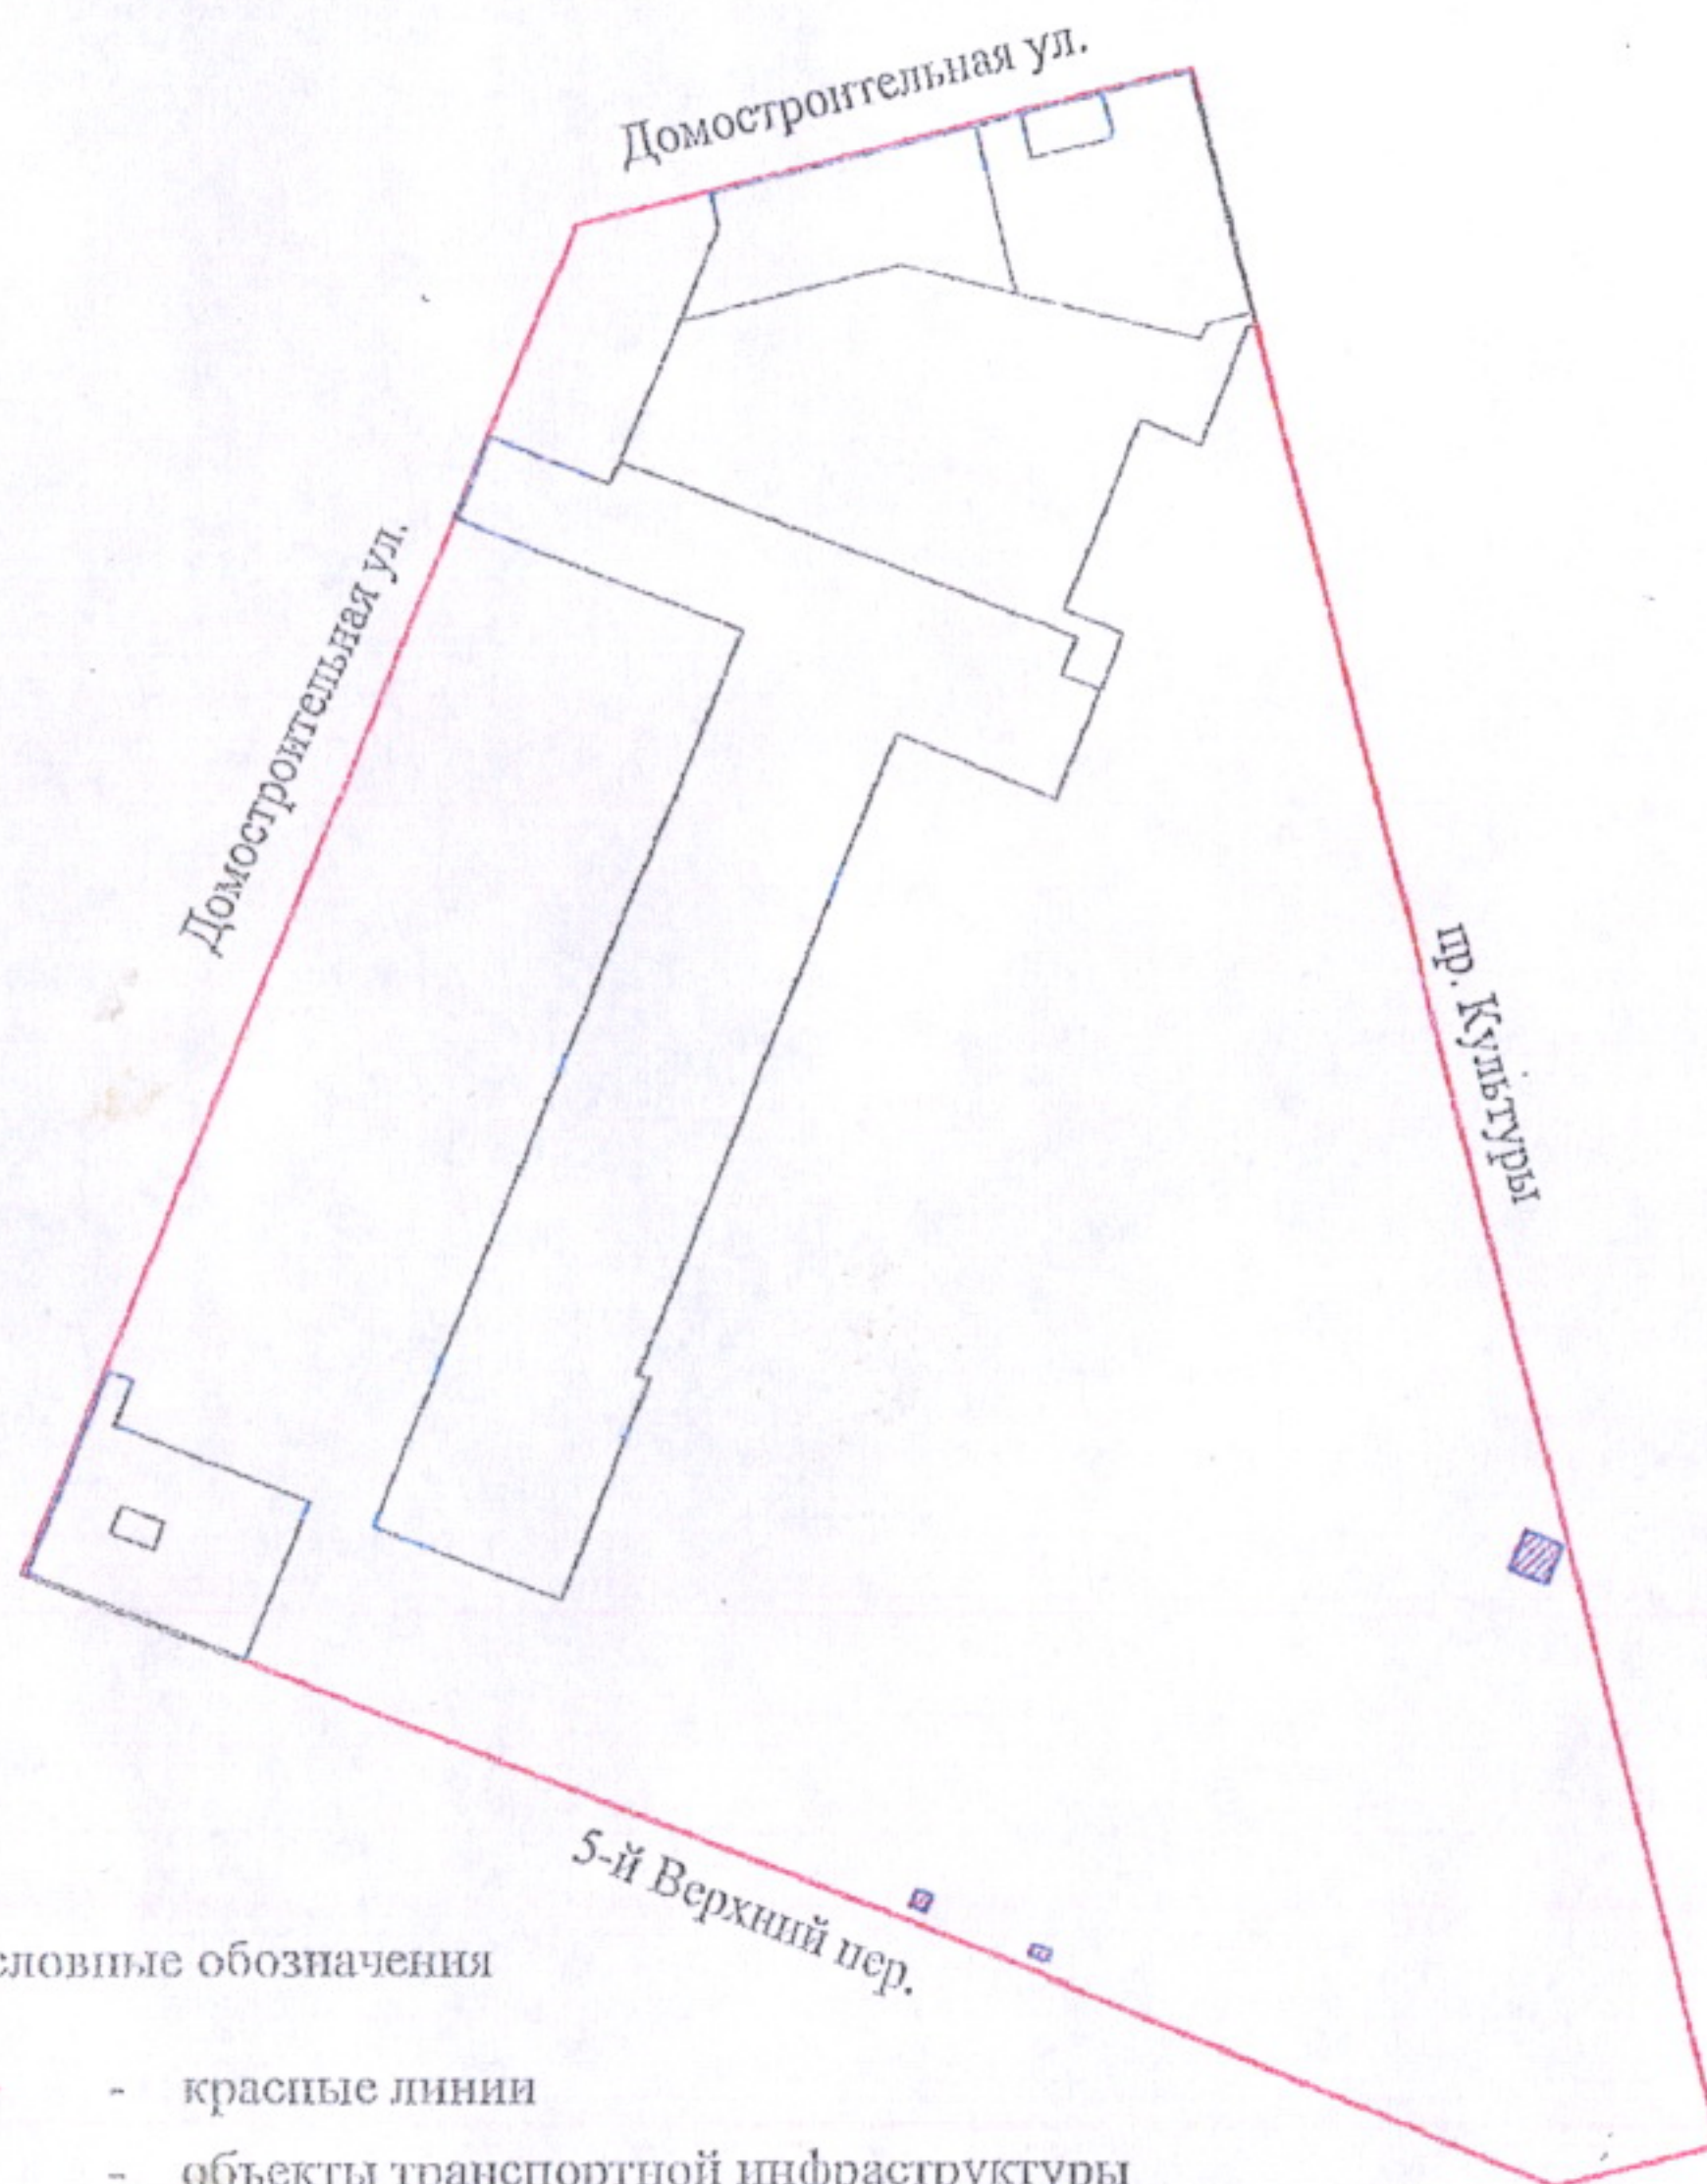 Домостроительная ул.
Домостроительная ул.
пр. Культуры
5-й Верхний пер.
словные обозначения
- красные линии
- объекты транспортной инфраструктуры